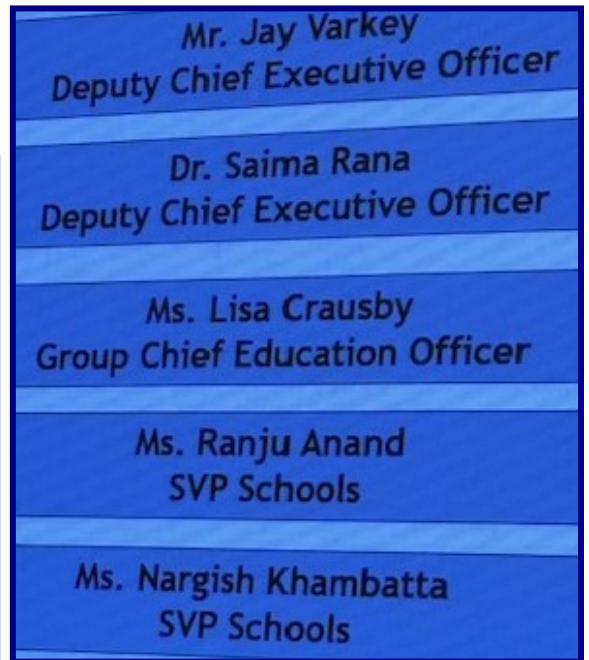 Mr. Jay Varkey
Deputy Chief Executive Officer
Dr. Saima Rana
Deputy Chief Executive Officer
Ms. Lisa Crausby
Group Chief Education Officer
Ms. Ranju Anand
SVP Schools
Ms. Nargish Khambatta
SVP Schools